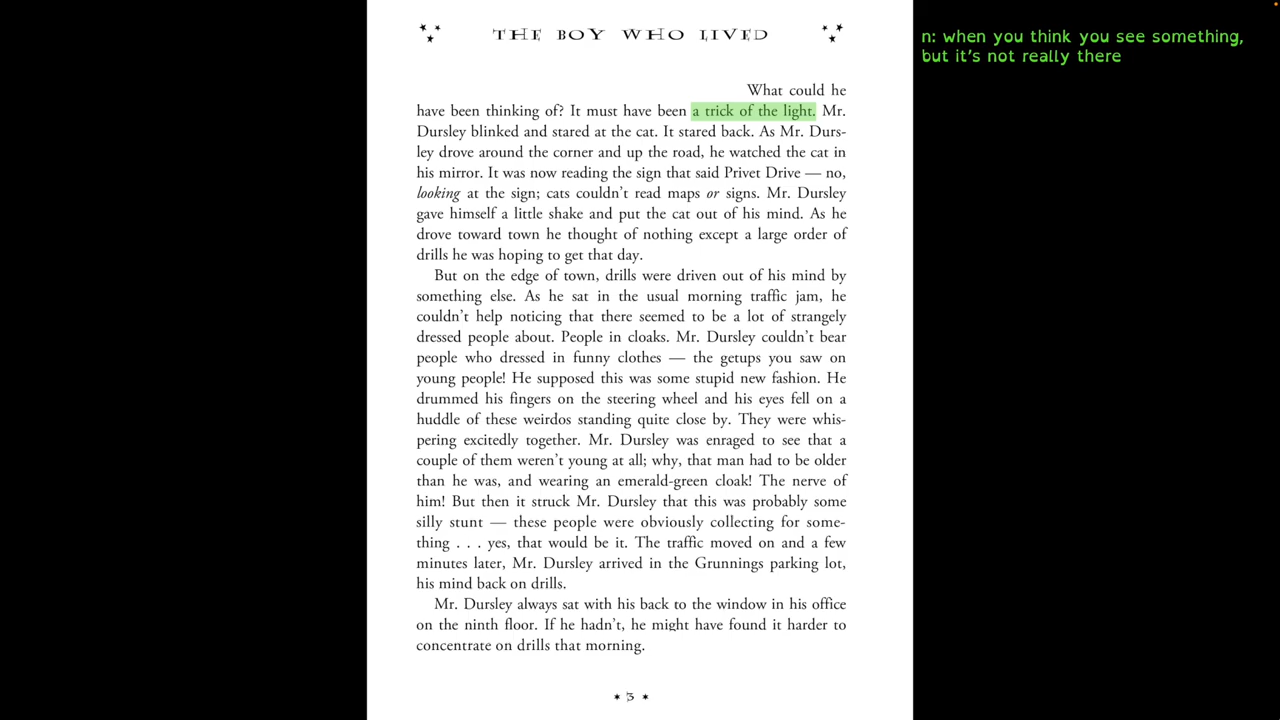 THE BOY WHO LIVED
n: when you think you see something,
but it's not really there
What could he
have been thinking of? It must have been a trick of the light. Mr.
Dursley blinked and stared at the cat. It stared back. As Mr. Durs-
ley drove around the corner and up the road, he watched the cat in
his mirror. It was now reading the sign that said Privet Drive — no,
looking at the sign; cats couldn't read maps or signs. Mr. Dursley
gave himself a little shake and put the cat out of his mind. As he
drove toward town he thought of nothing except a large order of
drills he was hoping to get that day.
But on the edge of town, drills were driven out of his mind by
something else. As he sat in the usual morning traffic jam, he
couldn't help noticing that there seemed to be a lot of strangely
dressed people about. People in cloaks. Mr. Dursley couldn't bear
people who dressed in funny clothes — the getups you saw on
young people! He supposed this was some stupid new fashion. He
drummed his fingers on the steering wheel and his eyes fell on a
huddle of these weirdos standing quite close by. They were whis-
pering excitedly together. Mr. Dursley was enraged to see that a
couple of them weren't young at all; why, that man had to be older
than he was, and wearing an emerald-green cloak! The nerve of
him! But then it struck Mr. Dursley that this was probably some
silly stunt — these people were obviously collecting for some-
thing . . . yes, that would be it. The traffic moved on and a few
minutes later, Mr. Dursley arrived in the Grunnings parking lot,
his mind back on drills.
Mr. Dursley always sat with his back to the window in his office
on the ninth floor. If he hadn't, he might have found it harder to
concentrate on drills that morning.
3